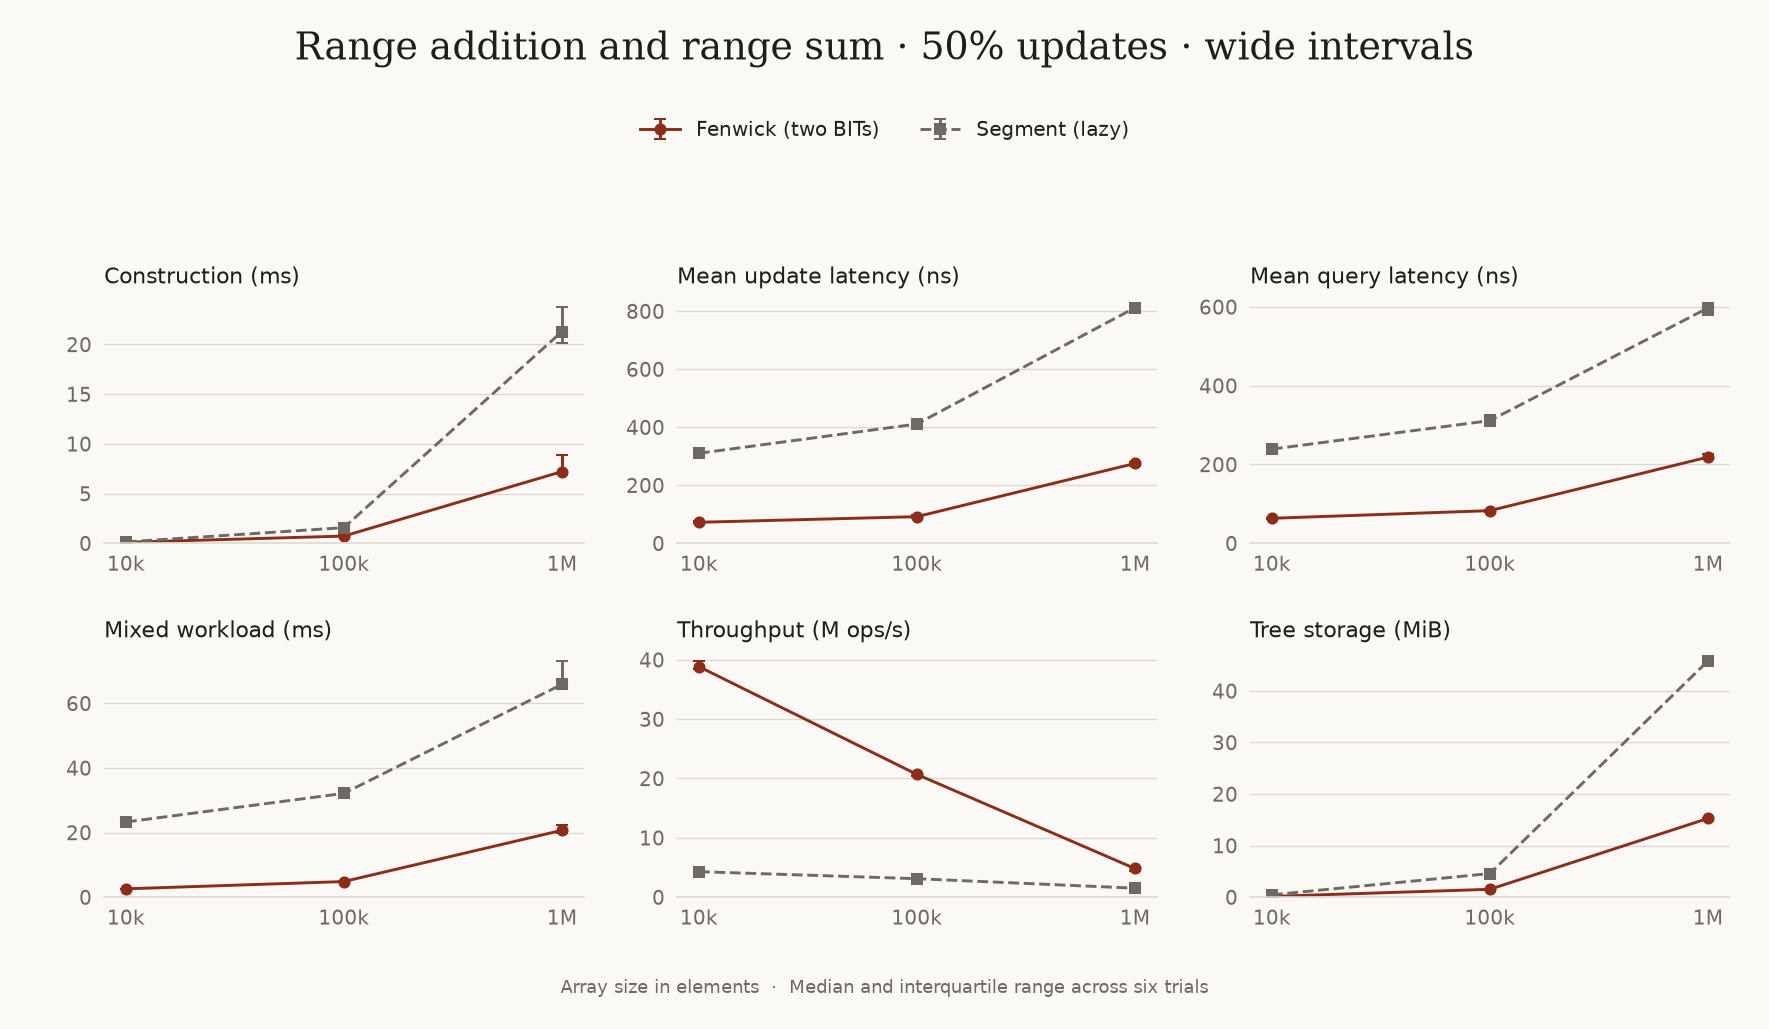 Range addition and range sum · 50% updates · wide intervals
Fenwick (two BITs)
Segment (lazy)
Construction (ms)
20
15
10
5
0
10k
100k
1M
Mean update latency (ns)
800
600
400
200
0
10k
100k
1M
Mean query latency (ns)
600
400
200
0
10k
100k
1M
Mixed workload (ms)
60
40
20
0
10k
100k
1M
Throughput (M ops/s)
40
30
20
10
0
10k
100k
1M
Tree storage (MiB)
40
30
20
10
0
10k
100k
1M
Array size in elements · Median and interquartile range across six trials